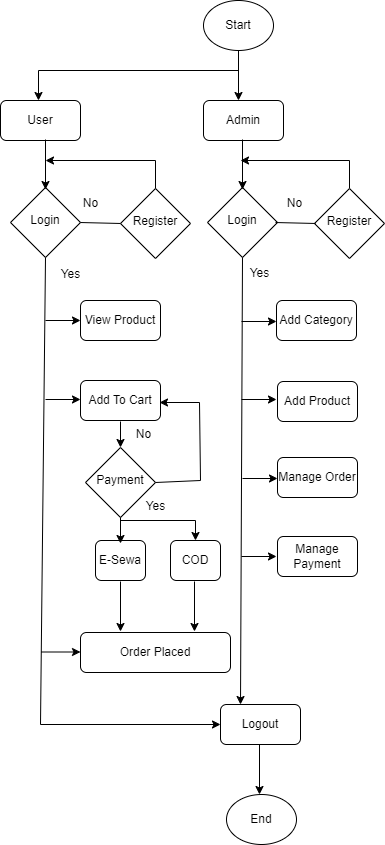 Start
User
Admin
Login
No
Register
Login
No
Register
Yes
Yes
View Product
Add Category
Add To Cart
Add Product
No
Payment
Manage Order
Yes
E-Sewa
COD
Manage
Payment
Order Placed
Logout
End